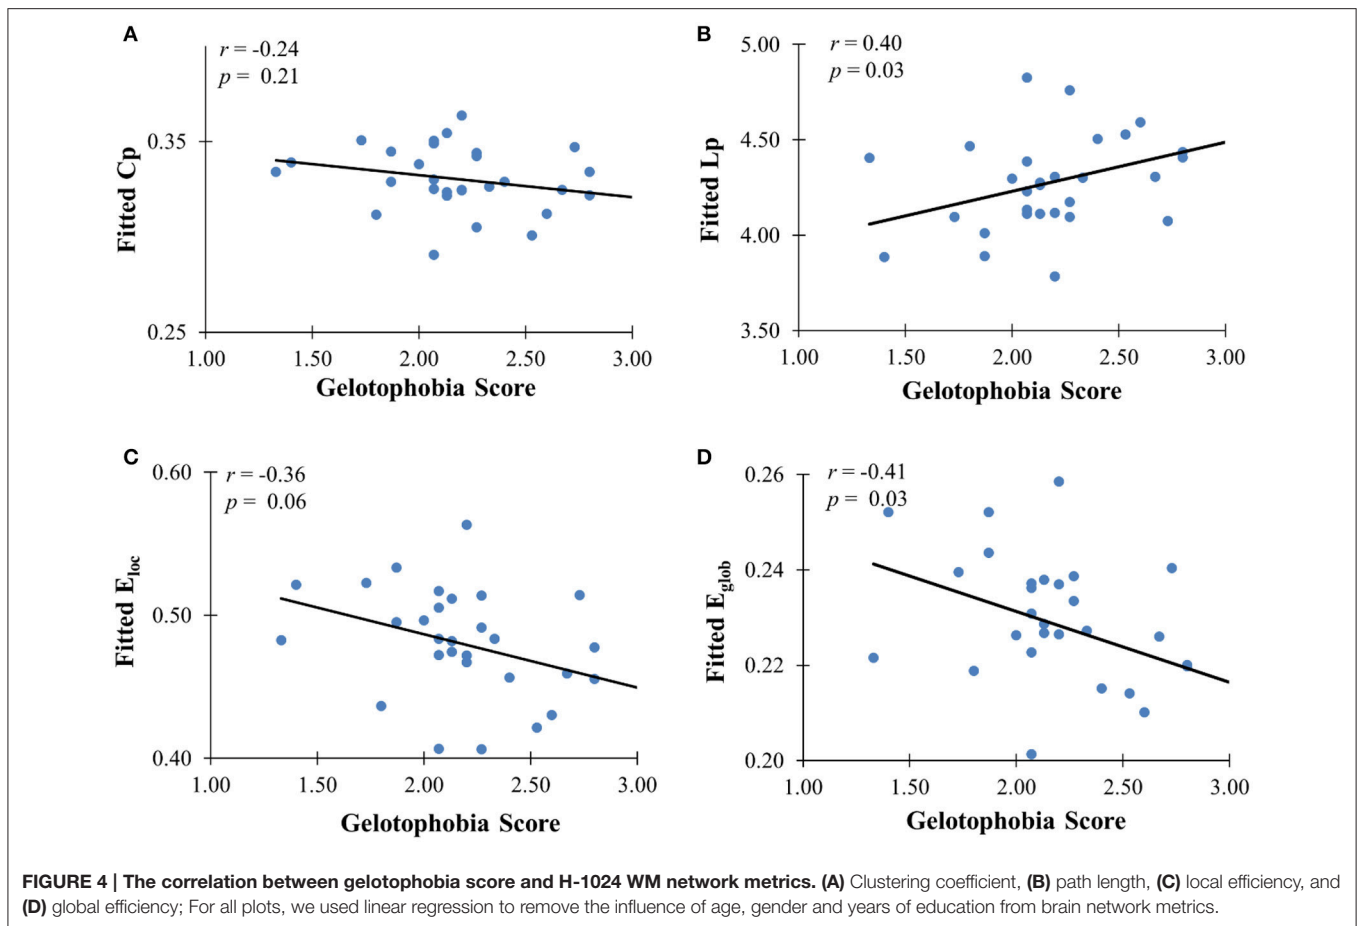 A
r = -0.24
p = 0.21
0.35
0.25
Fitted Cp
1.00 1.50 2.00 2.50 3.00
Gelotophobia Score
B
r = 0.40
p = 0.03
5.00
4.50
4.00
3.50
Fitted Lp
1.00 1.50 2.00 2.50 3.00
Gelotophobia Score
C
r = -0.36
p = 0.06
0.60
0.50
0.40
Fitted Eloc
1.00 1.50 2.00 2.50 3.00
Gelotophobia Score
D
r = -0.41
p = 0.03
0.26
0.24
0.22
0.20
Fitted Eglob
1.00 1.50 2.00 2.50 3.00
Gelotophobia Score
FIGURE 4 | The correlation between gelotophobia score and H-1024 WM network metrics. (A) Clustering coefficient, (B) path length, (C) local efficiency, and
(D) global efficiency; For all plots, we used linear regression to remove the influence of age, gender and years of education from brain network metrics.